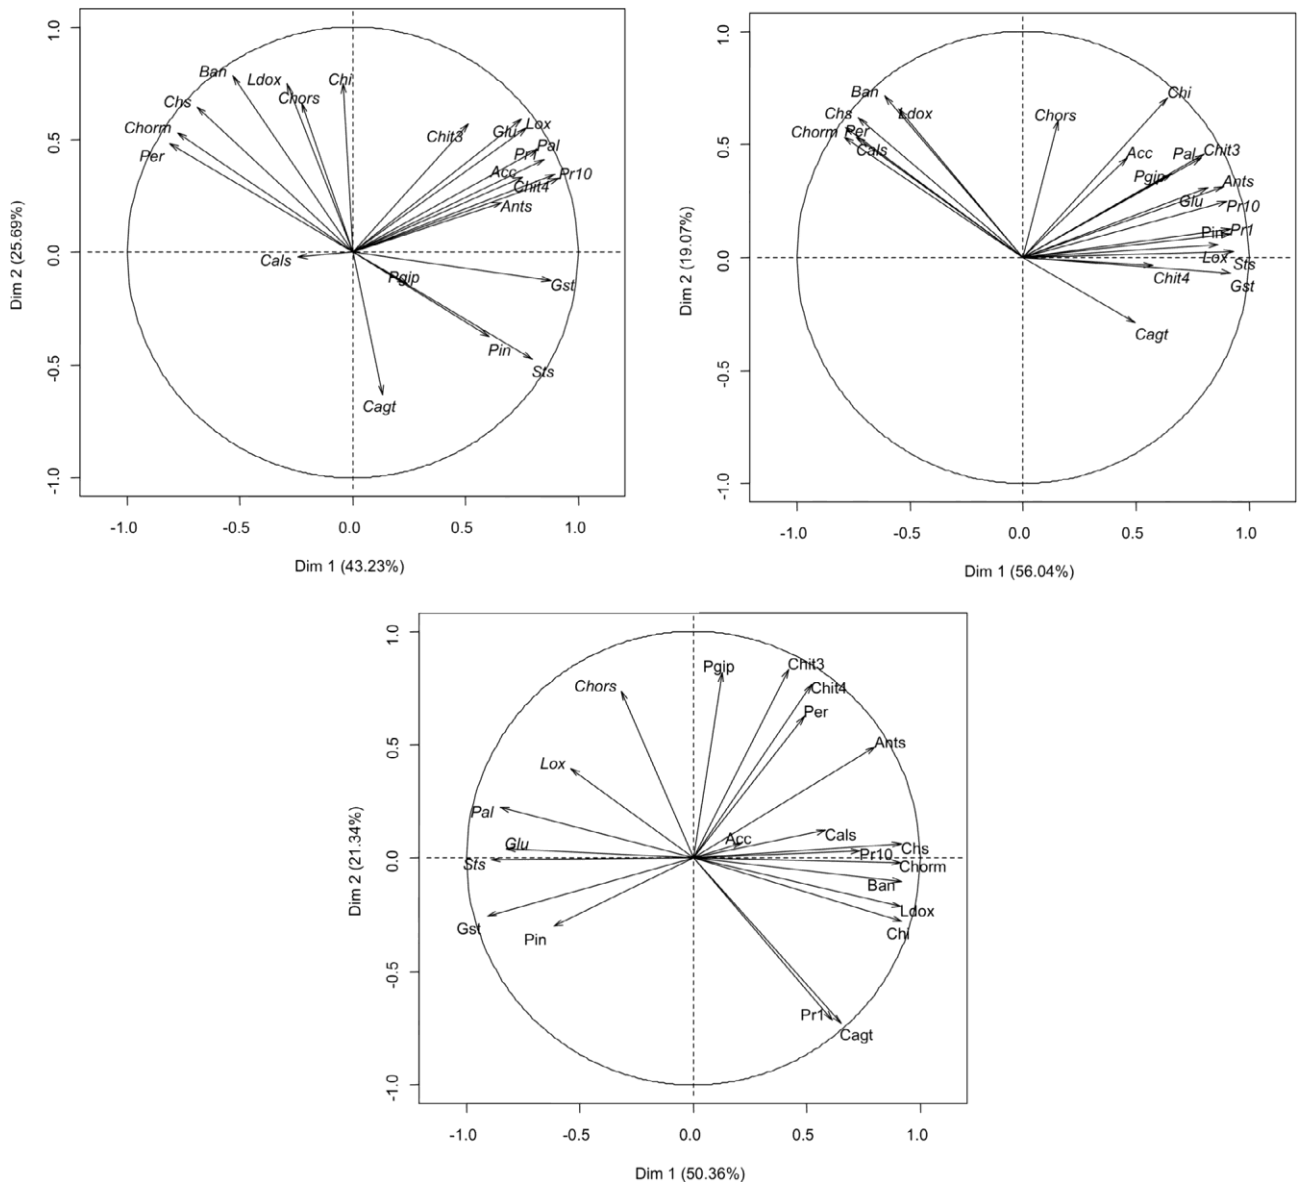 1.0
0.5
0.0
-0.5
-1.0
Dim 2 (25.69%)
Ban
Ldox
Chi
Chs
Chors
Chorm
Per
Chit3
Glu
Lox
Pal
Pr1
Acc
Pr10
Chit4
Ants
Cals
Pgip
Gst
Pin
Sts
Cagt
-1.0 -0.5 0.0 0.5 1.0
Dim 1 (43.23%)
1.0
0.5
0.0
-0.5
-1.0
Dim 2 (19.07%)
Ban
Chi
Chs
Ldox
Chors
Chorm
Per
Cals
Acc
Pal
Chit3
Pgip
Ants
Glu
Pr10
Pin
Pr1
Lox
Sts
Chit4
Gst
Cagt
-1.0 -0.5 0.0 0.5 1.0
Dim 1 (56.04%)
1.0
0.5
0.0
-0.5
-1.0
Dim 2 (21.34%)
Pgip
Chit3
Chors
Chit4
Per
Ants
Lox
Pal
Acc
Cals
Glu
Chs
Pr10
Sts
Chorm
Ban
Ldox
Gst
Pin
Chi
Pr1
Cagt
-1.0 -0.5 0.0 0.5 1.0
Dim 1 (50.36%)